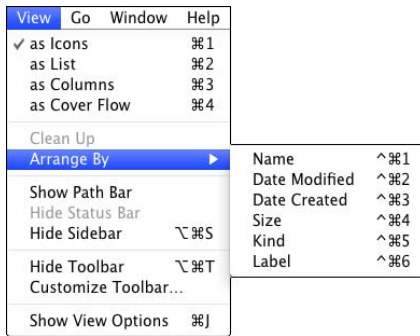 View Go Window Help
✓ as Icons ⌘1
as List ⌘2
as Columns ⌘3
as Cover Flow ⌘4
Clean Up
Arrange By ▶
Name ^⌘1
Date Modified ^⌘2
Date Created ^⌘3
Size ^⌘4
Kind ^⌘5
Label ^⌘6
Show Path Bar
Hide Status Bar
Hide Sidebar ⌥⌘S
Hide Toolbar ⌥⌘T
Customize Toolbar...
Show View Options ⌘J